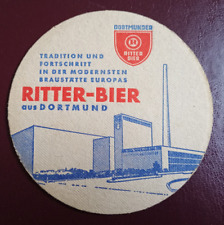 DORTMUNDER
RITTER
BIER
TRADITION UND
FORTSCHRITT
IN DER MODERNSTEN
BRAUSTÄTTE EUROPAS
RITTER-BIER
aus DORTMUND